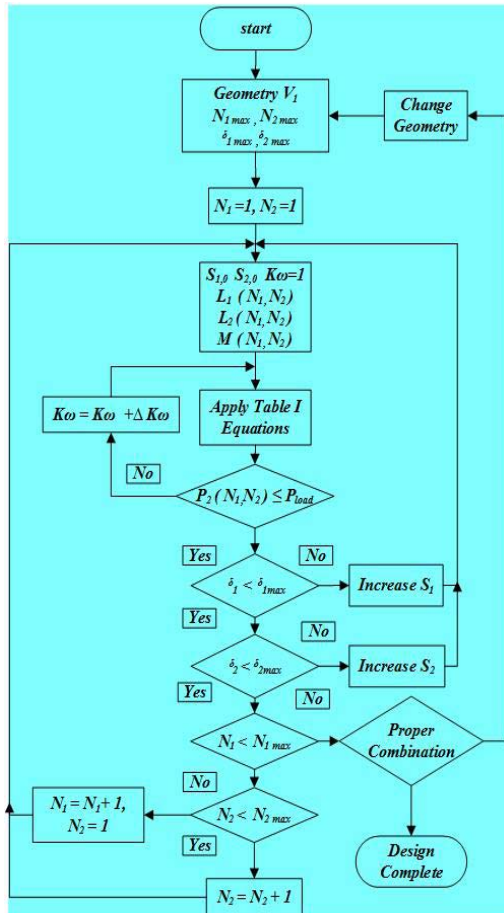 start
Geometry V₁
N₁ max , N₂ max
δ₁ max , δ₂ max
Change
Geometry
N₁ =1, N₂ =1
S₁,₀ S₂,₀ Kω=1
L₁ ( N₁, N₂ )
L₂ ( N₁, N₂ )
M ( N₁, N₂ )
Kω = Kω +Δ Kω
Apply Table I
Equations
No
P₂ ( N₁, N₂ ) ≤ Pload
Yes
No
δ₁ < δ₁max
Increase S₁
Yes
No
δ₂ < δ₂max
Increase S₂
Yes
No
N₁ < N₁ max
Proper
Combination
No
N₁ = N₁ + 1,
N₂ = 1
N₂ < N₂ max
Yes
Design
Complete
N₂ = N₂ + 1